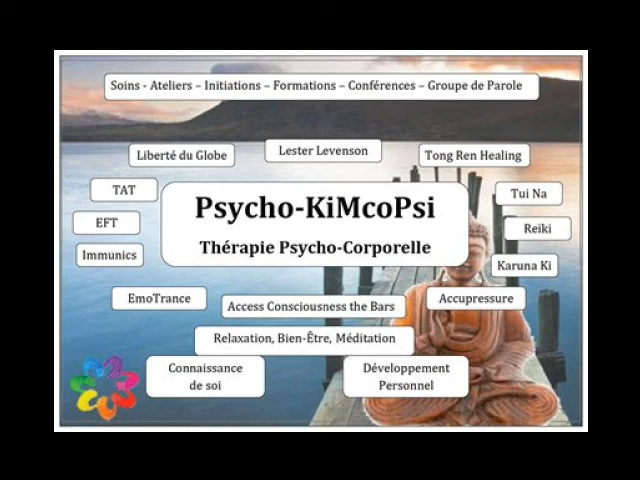 Soins - Ateliers – Initiations – Formations – Conférences – Groupe de Parole
Liberté du Globe
Lester Levenson
Tong Ren Healing
TAT
Psycho-KiMcoPsi
Tui Na
EFT
Reïki
Thérapie Psycho-Corporelle
Immunics
Karuna Ki
EmoTrance
Access Consciousness the Bars
Accupressure
Relaxation, Bien-Être, Méditation
Connaissance
de soi
Développement
Personnel